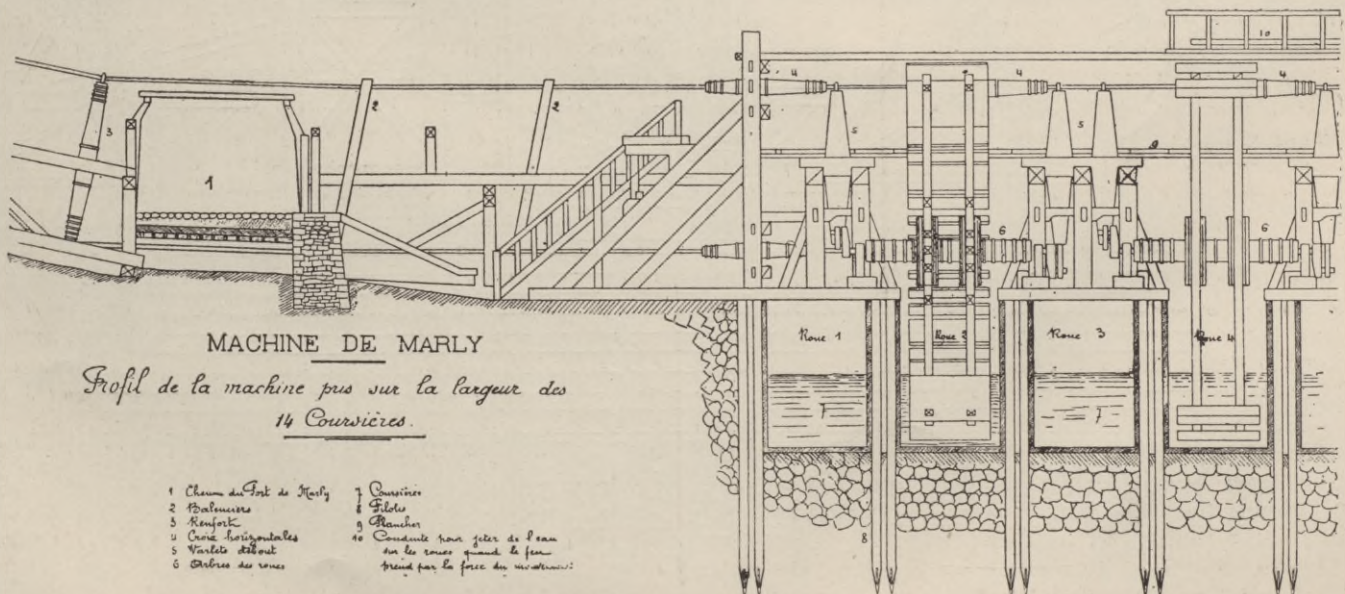 10
4
4
4
2
2
3
5
5
9
1
6
6
Roue 1
Roue 2
Roue 3
Roue 4
7
7
8
MACHINE DE MARLY
Profil de la machine pris sur la largeur des
14 Coursières.
1 Chemin du Port de Marly
2 Balanciers
3 Renfort
4 Croix horizontales
5 Varlets debout
6 Arbres des roues
7 Coursières
8 Pilotis
9 Plancher
10 Conduite pour jeter de l'eau
sur les roues quand le feu
prend par la force du mouvement